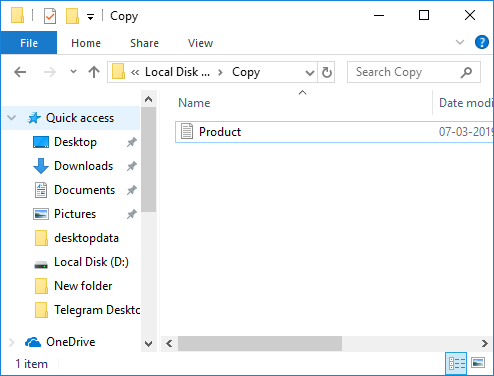 Copy
File Home Share View
« Local Disk ... > Copy
Search Copy
Name Date modi
Quick access
Product 07-03-2019
Desktop
Downloads
Documents
Pictures
desktopdata
Local Disk (D:)
New folder
Telegram Deskto
OneDrive
1 item